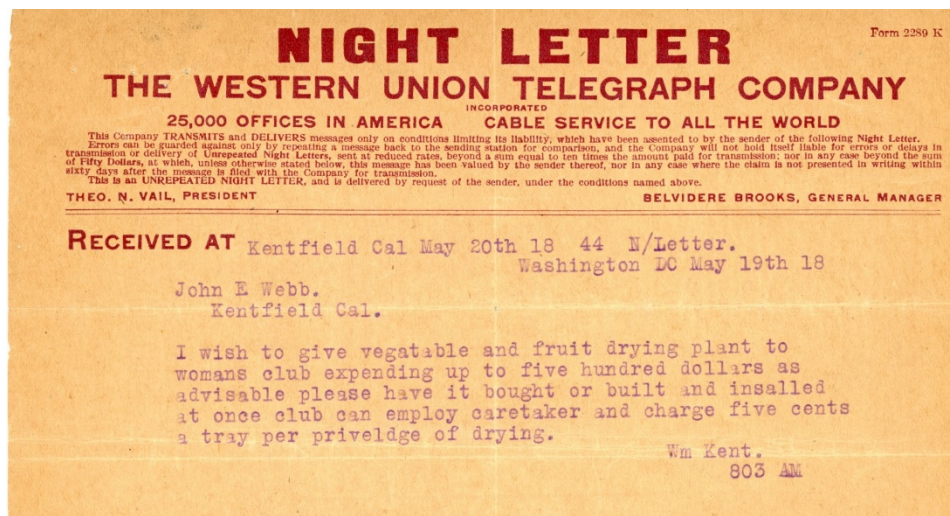 Form 2289 K
NIGHT LETTER
THE WESTERN UNION TELEGRAPH COMPANY
INCORPORATED
25,000 OFFICES IN AMERICA CABLE SERVICE TO ALL THE WORLD
This Company TRANSMITS and DELIVERS messages only on conditions limiting its liability, which have been assented to by the sender of the following Night Letter.
Errors can be guarded against only by repeating a message back to the sending station for comparison, and the Company will not hold itself liable for errors or delays in
transmission or delivery of Unrepeated Night Letters, sent at reduced rates, beyond a sum equal to ten times the amount paid for transmission; nor in any case beyond the sum
of Fifty Dollars, at which, unless otherwise stated below, this message has been valued by the sender thereof, nor in any case where the claim is not presented in writing within
sixty days after the message is filed with the Company for transmission.
This is an UNREPEATED NIGHT LETTER, and is delivered by request of the sender, under the conditions named above.
THEO. N. VAIL, PRESIDENT BELVIDERE BROOKS, GENERAL MANAGER
RECEIVED AT Kentfield Cal May 20th 18 44 N/Letter.
Washington DC May 19th 18
John E Webb.
Kentfield Cal.
I wish to give vegatable and fruit drying plant to
womans club expending up to five hundred dollars as
advisable please have it bought or built and insalled
at once club can employ caretaker and charge five cents
a tray per priveldge of drying.
Wm Kent.
803 AM